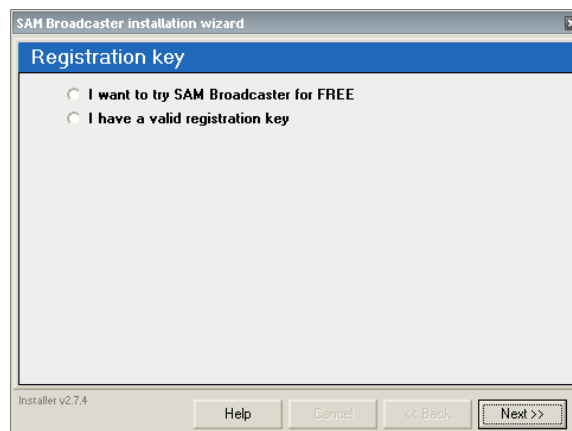 SAM Broadcaster installation wizard
Registration key
I want to try SAM Broadcaster for FREE
I have a valid registration key
Installer v2.7.4
Help Cancel << Back Next >>